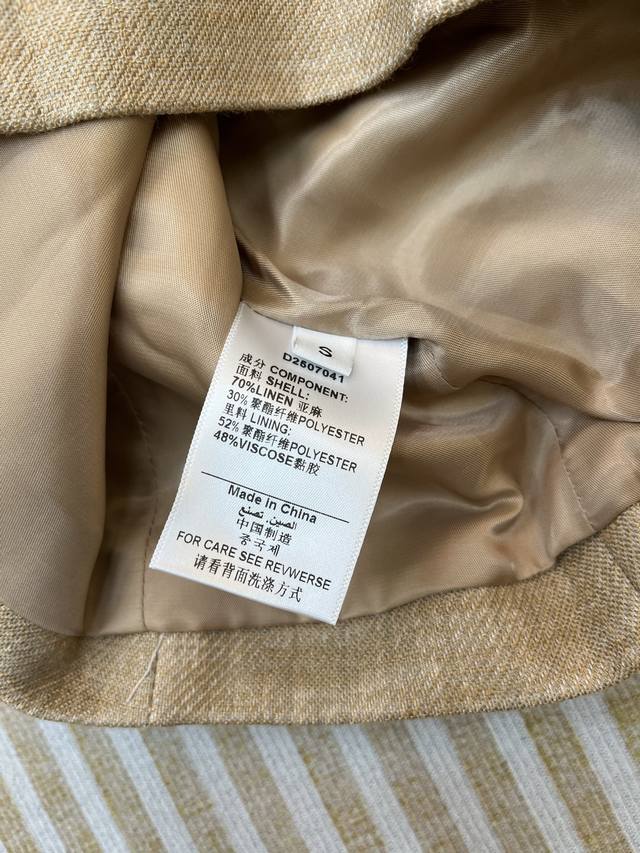 S
D2507041
成分 COMPONENT:
面料 SHELL:
70%LINEN 亚麻
30%聚酯纤维POLYESTER
里料 LINING:
52%聚酯纤维POLYESTER
48%VISCOSE黏胶
Made in China
الصين. تصنع
中国制造
중국제
FOR CARE SEE REVWERSE
请看背面洗涤方式